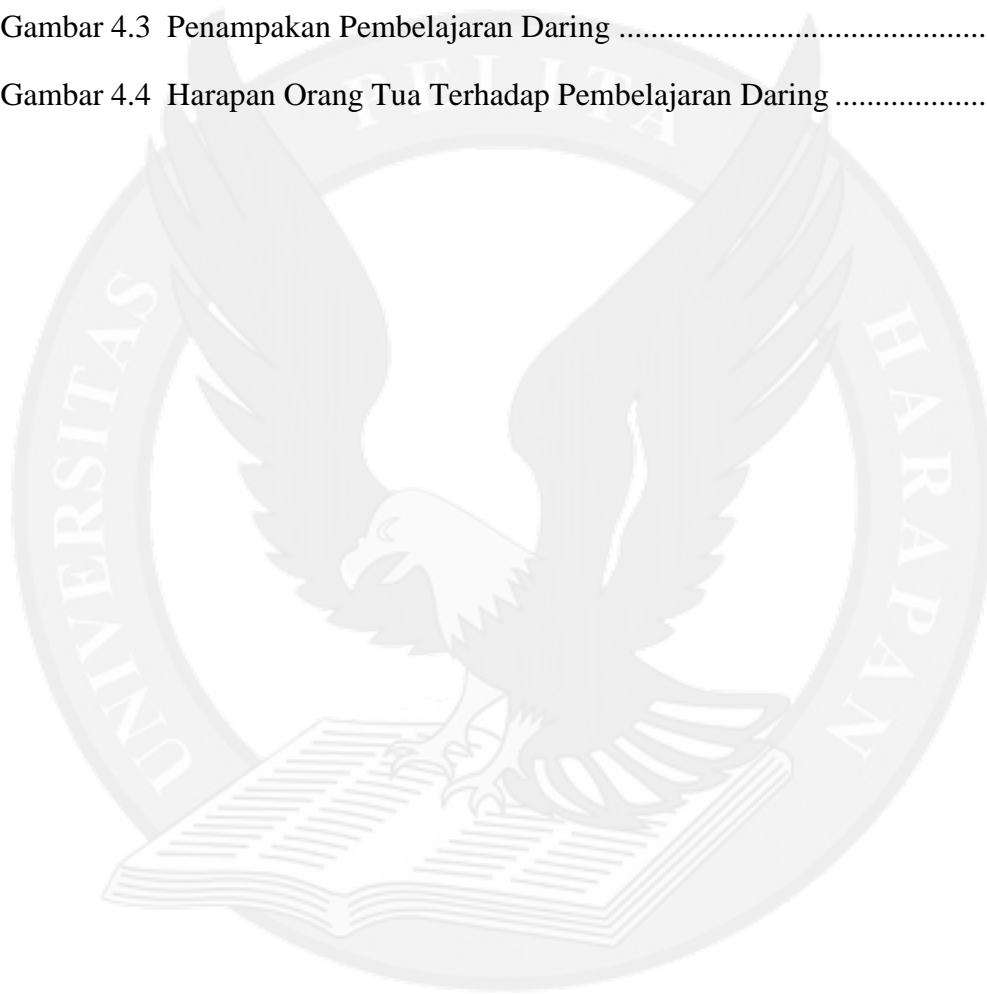 Gambar 4.3  Penampakan Pembelajaran Daring ..............................................
Gambar 4.4  Harapan Orang Tua Terhadap Pembelajaran Daring ...................
UNIVERSITAS PELITA HARAPAN